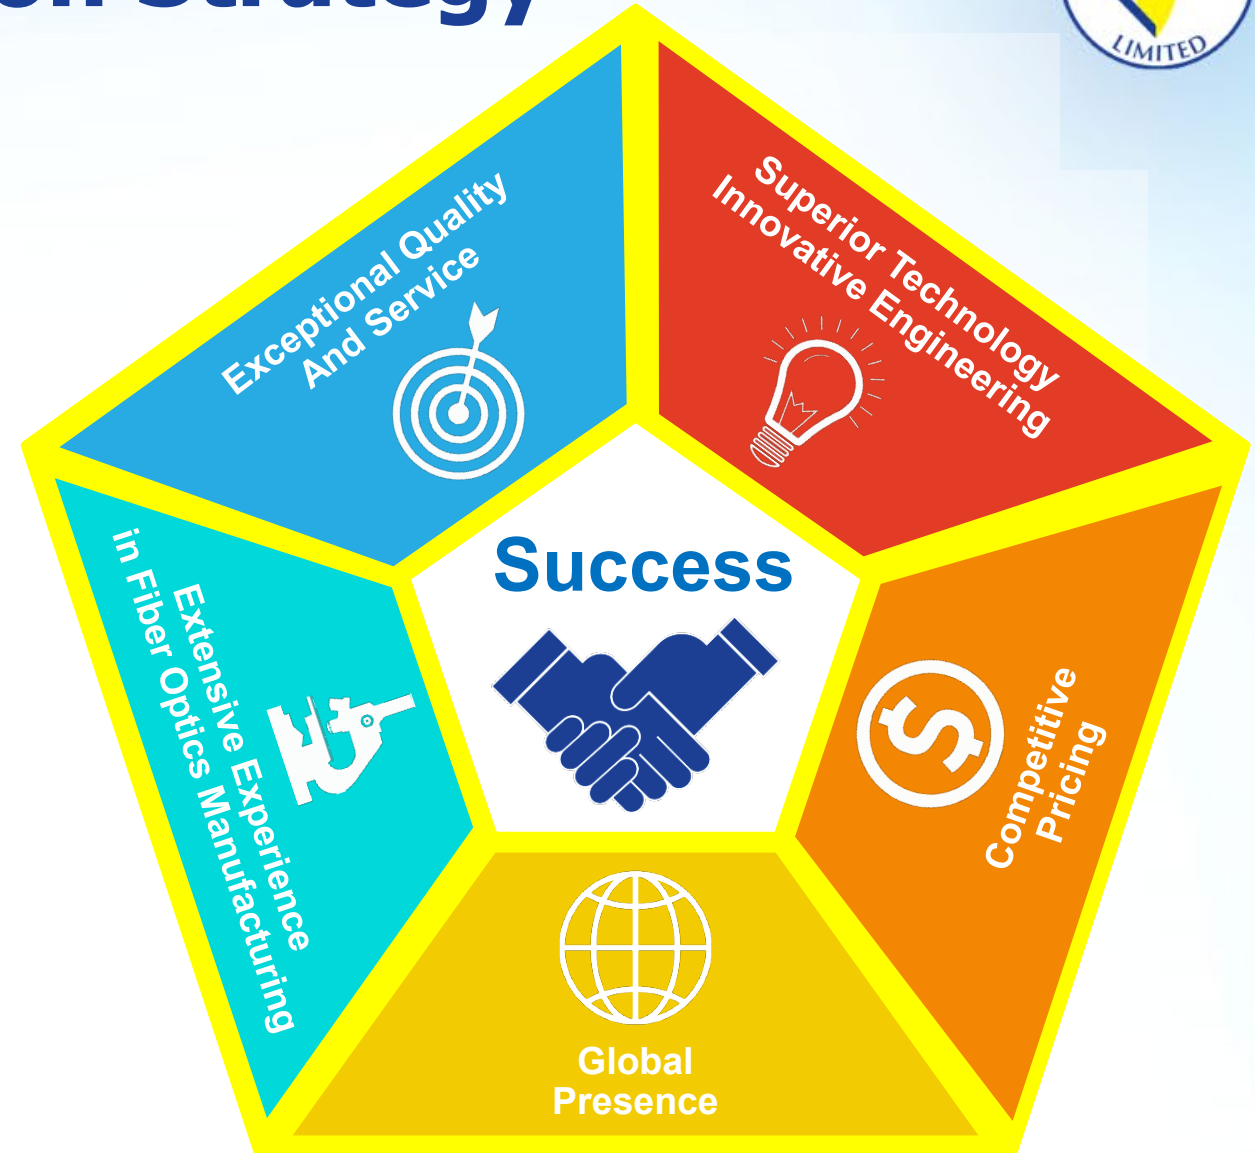 Strategy
LIMITED
Exceptional Quality
And Service
Superior Technology
Innovative Engineering
Success
Extensive Experience
in Fiber Optics Manufacturing
Competitive
Pricing
Global
Presence